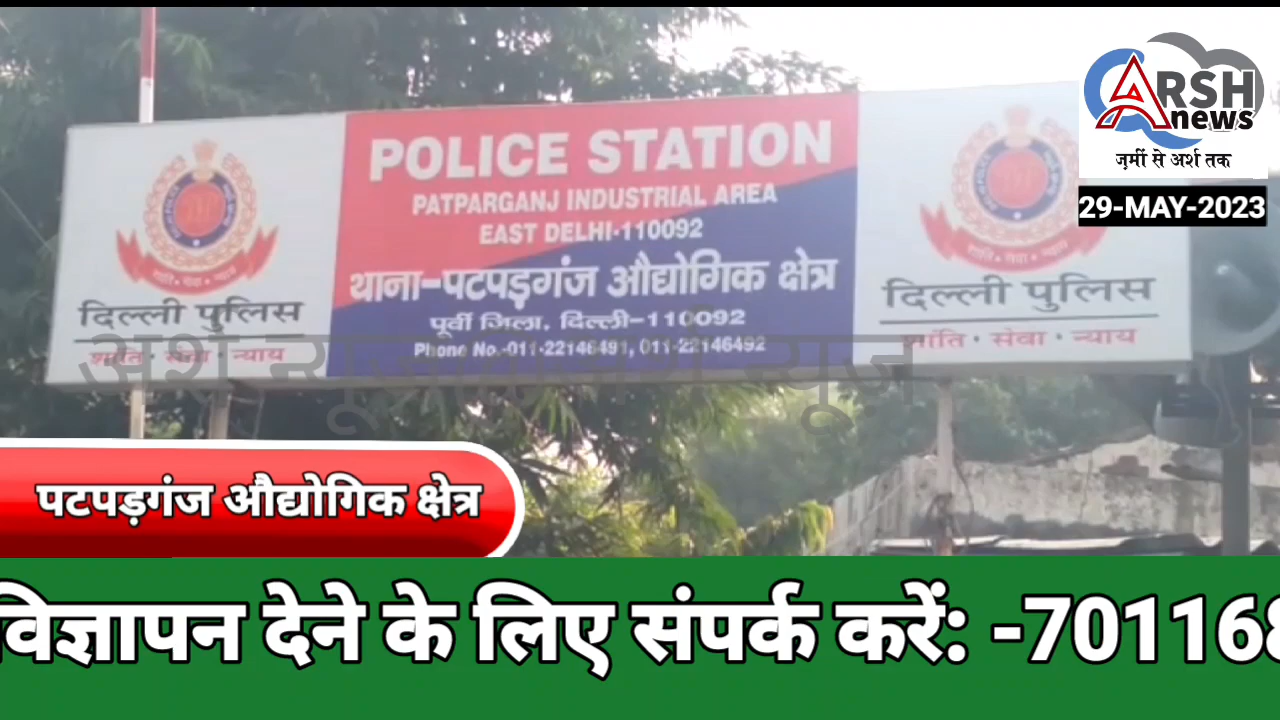 ARSH
news
ज़मीं से अर्श तक
29-MAY-2023
POLICE STATION
PATPARGANJ INDUSTRIAL AREA
EAST DELHI-110092
थाना-पटपड़गंज औद्योगिक क्षेत्र
पूर्वी जिला, दिल्ली-110092
Phone No.-011-22146491, 011-22146492
दिल्ली पुलिस
शांति · सेवा · न्याय
दिल्ली पुलिस
शांति · सेवा · न्याय
अर्श न्यूज़
न्यूज
पटपड़गंज औद्योगिक क्षेत्र
विज्ञापन देने के लिए संपर्क करें: -701168